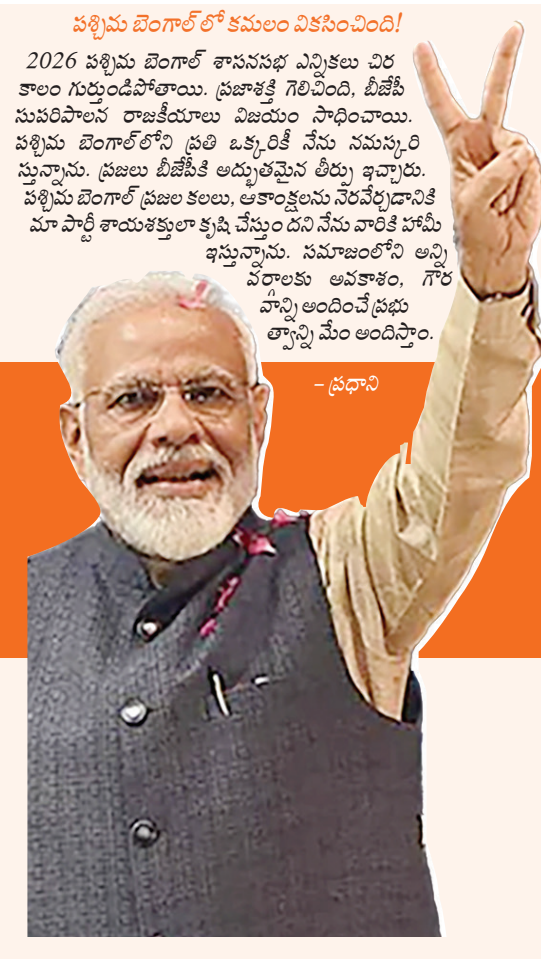 పశ్చిమ బెంగాల్ లో కమలం వికసించింది!
2026 పశ్చిమ బెంగాల్ శాసనసభ ఎన్నికలు చిర
కాలం గుర్తుండిపోతాయి. ప్రజాశక్తి గెలిచింది, బీజేపీ
సుపరిపాలన రాజకీయాలు విజయం సాధించాయి.
పశ్చిమ బెంగాల్‌లోని ప్రతి ఒక్కరికీ నేను నమస్కరి
స్తున్నాను. ప్రజలు బీజేపీకి అద్భుతమైన తీర్పు ఇచ్చారు.
పశ్చిమ బెంగాల్ ప్రజల కలలు, ఆకాంక్షలను నెరవేర్చడానికి
మా పార్టీ శాయశక్తులా కృషి చేస్తుం దని నేను వారికి హామీ
ఇస్తున్నాను. సమాజంలోని అన్ని
వర్గాలకు అవకాశం, గౌర
వాన్ని అందించే ప్రభు
త్వాన్ని మేం అందిస్తాం.
– ప్రధాని